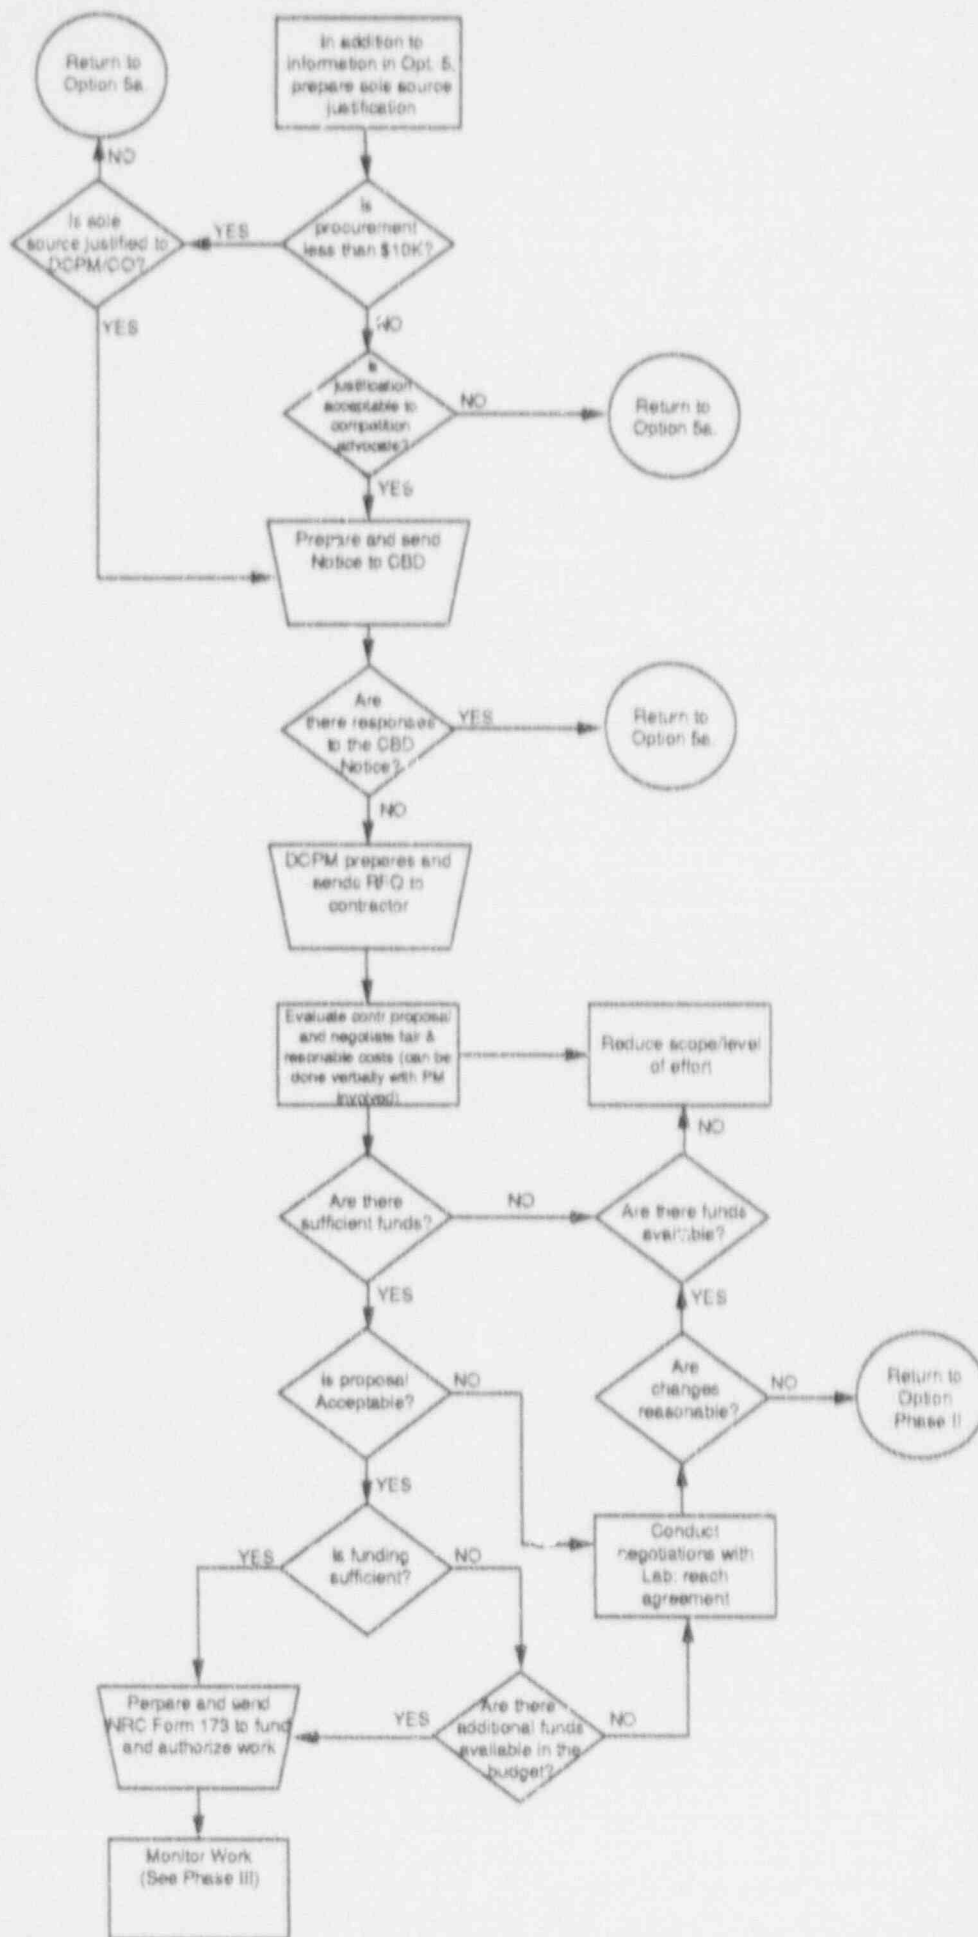 Return to
Option 5a.
In addition to
information in Opt. 5,
prepare sole source
justification
NO
Is sole
source justified to
DCPM/CO?
YES
Is
procurement
less than $10K?
YES
NO
Is
justification
acceptable to
compatition
advocate?
NO
Return to
Option 5a.
YES
Prepare and send
Notice to CBD
Are
there responses
to the CBD
Notice?
YES
Return to
Option 5a.
NO
DCPM prepares and
sends RFQ to
contractor
Evaluate contr proposal
and negotiate fair &
resonable costs (can be
done verbally with PM
involved)
Reduce scope/level
of effort
NO
Are there
sufficient funds?
NO
Are there funds
available?
YES
YES
Is proposal
Acceptable?
NO
Are
changes
reasonable?
NO
Return to
Option
Phase II
YES
YES
Is funding
sufficient?
NO
Conduct
negotiations with
Lab; reach
agreement
Perpare and send
NRC Form 173 to fund
and authorize work
YES
Are there
additional funds
available in the
budget?
NO
Monitor Work
(See Phase III)